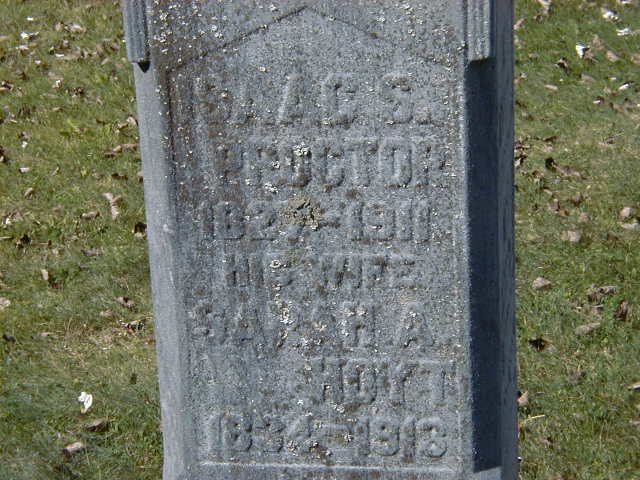 ISAAC S.
PROCTOR
1827-1911
HIS WIFE
SARAH A.
HOYT
1834-1913